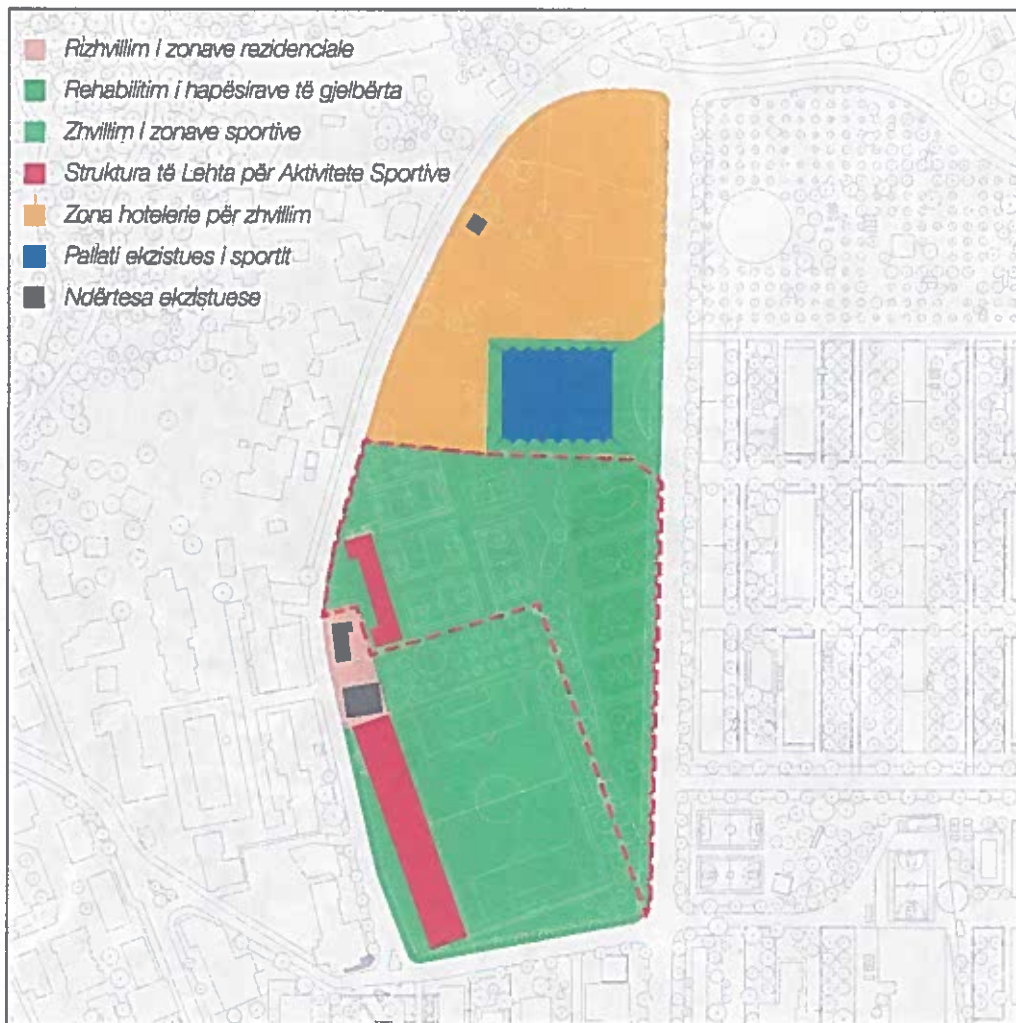 Rizhvillim i zonave rezidenciale
Rehabilitim i hapësirave të gjelbërta
Zhvillim i zonave sportive
Struktura të Lehta për Aktivitete Sportive
Zona hotelerie për zhvillim
Pallati ekzistues i sportit
Ndërtesa ekzistuese